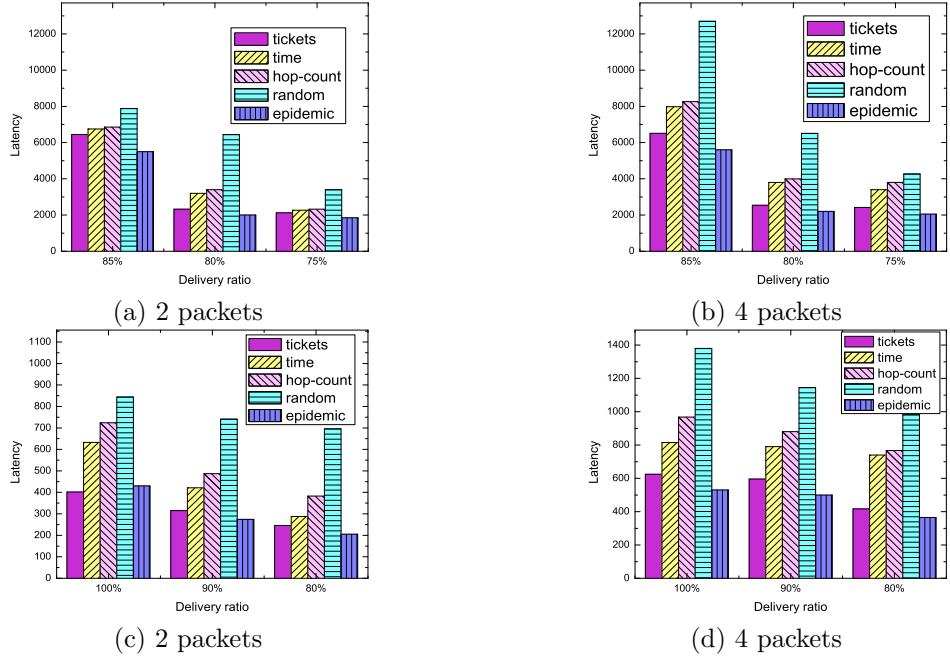 12000
10000
8000
6000
4000
2000
0
Latency
85%
80%
75%
Delivery ratio
tickets
time
hop-count
random
epidemic
(a) 2 packets
12000
10000
8000
6000
4000
2000
0
Latency
85%
80%
75%
Delivery ratio
tickets
time
hop-count
random
epidemic
(b) 4 packets
1100
1000
900
800
700
600
500
400
300
200
100
0
Latency
100%
90%
80%
Delivery ratio
tickets
time
hop-count
random
epidemic
(c) 2 packets
1400
1200
1000
800
600
400
200
0
Latency
100%
90%
80%
Delivery ratio
tickets
time
hop-count
random
epidemic
(d) 4 packets